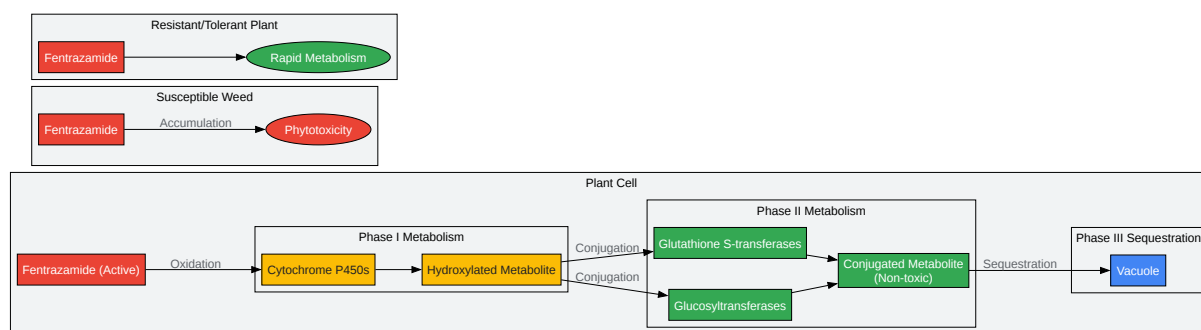 Resistant/Tolerant Plant
Fentrazamide
Rapid Metabolism
Susceptible Weed
Fentrazamide
Accumulation
Phytotoxicity
Plant Cell
Phase I Metabolism
Phase II Metabolism
Phase III Sequestration
Fentrazamide (Active)
Oxidation
Cytochrome P450s
Hydroxylated Metabolite
Conjugation
Conjugation
Glutathione S-transferases
Glucosyltransferases
Conjugated Metabolite
(Non-toxic)
Sequestration
Vacuole